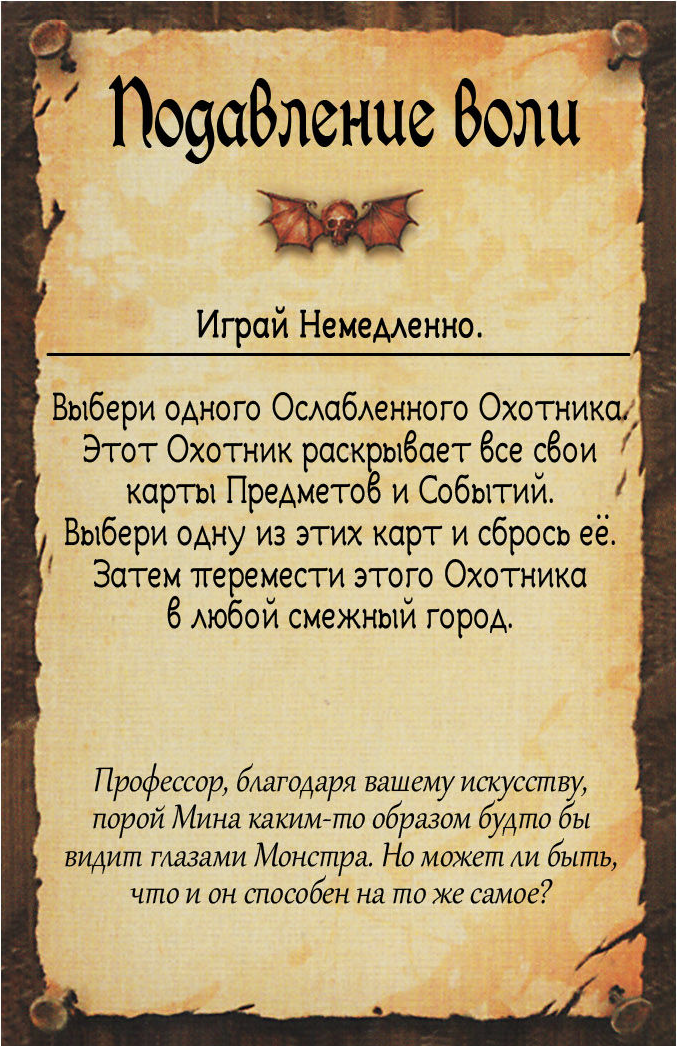 Подавление воли
Играй Немедленно.
Выбери одного Ослабленного Охотника.
Этот Охотник раскрывает все свои
карты Предметов и Событий.
Выбери одну из этих карт и сбрось её.
Затем перемести этого Охотника
в любой смежный город.
Профессор, благодаря вашему искусству,
порой Мина каким-то образом будто бы
видит глазами Монстра. Но может ли быть,
что и он способен на то же самое?